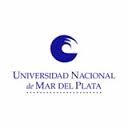 UNIVERSIDAD NACIONAL
de MAR DEL PLATA